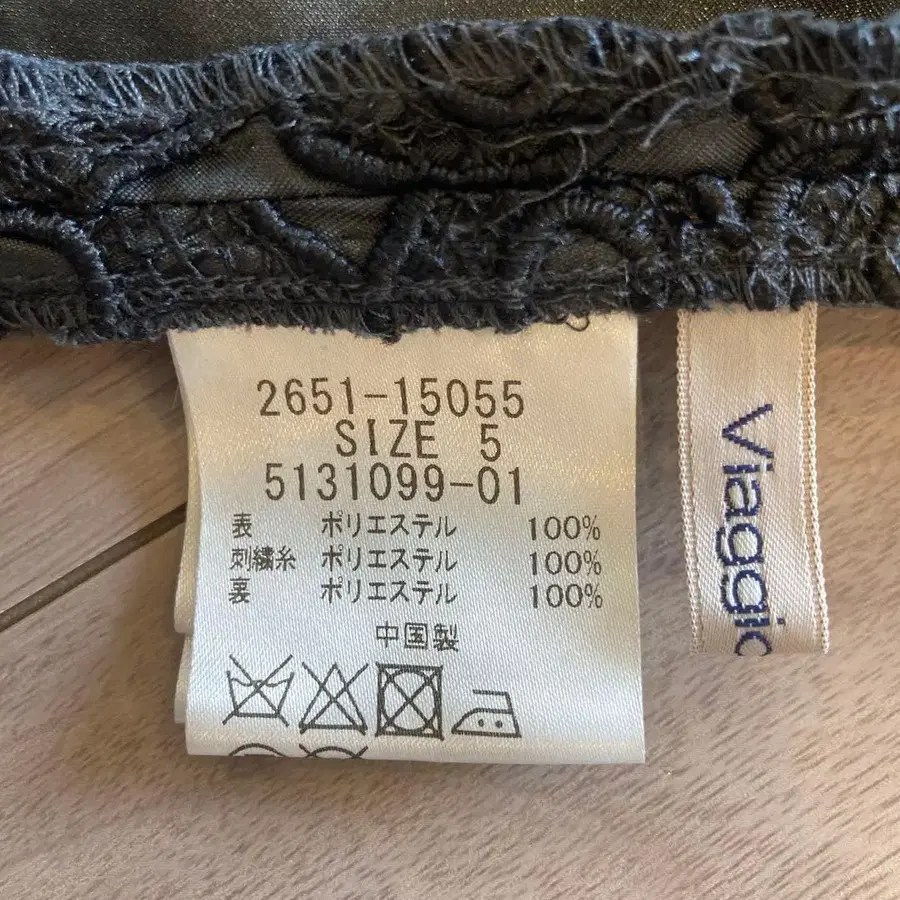 2651-15055
SIZE 5
5131099-01
表 ポリエステル 100%
刺繍糸 ポリエステル 100%
裏 ポリエステル 100%
中国製
Viaggio